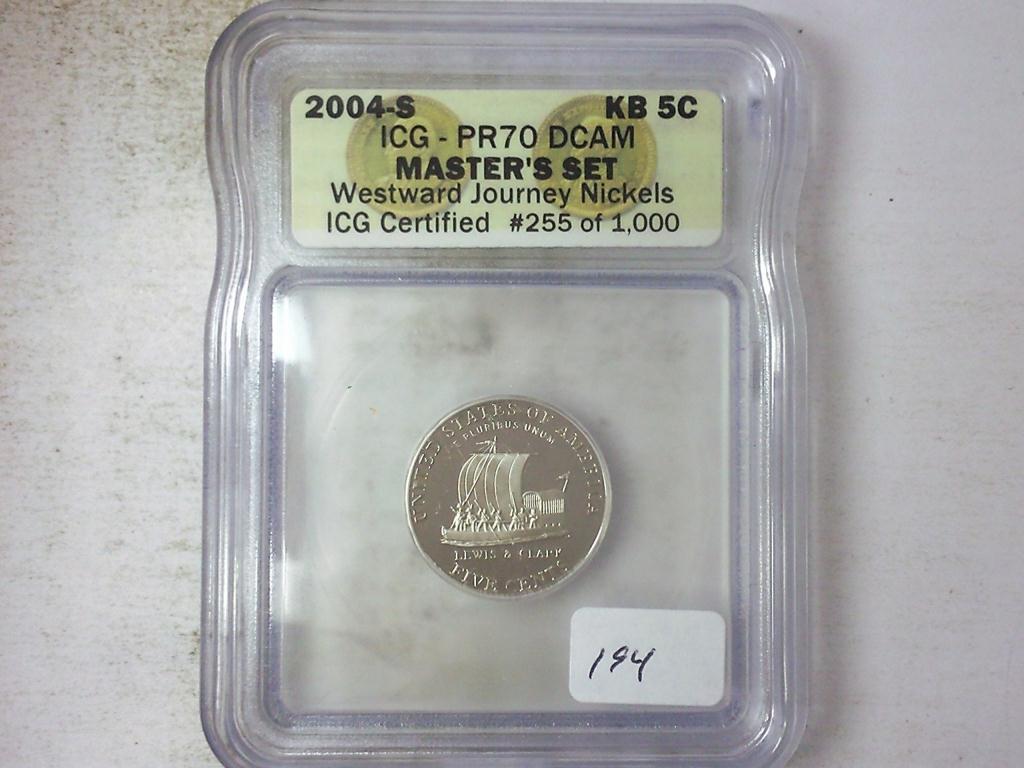 2004-S KB 5C
ICG - PR70 DCAM
MASTER'S SET
Westward Journey Nickels
ICG Certified #255 of 1,000
UNITED STATES OF AMERICA
E PLURIBUS UNUM
LEWIS & CLARK
FIVE CENTS
194